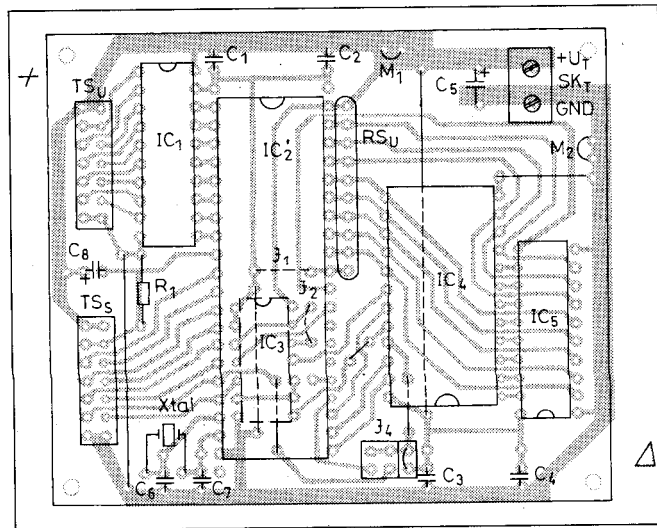 C1
C2
M1
C5
+
+UT
SKT
GND
TSU
IC1
IC2'
RSU
M2
C8
+
R1
J1
J2
IC4
IC5
TSS
IC3
Xtal
J4
C6
C7
C3
C4